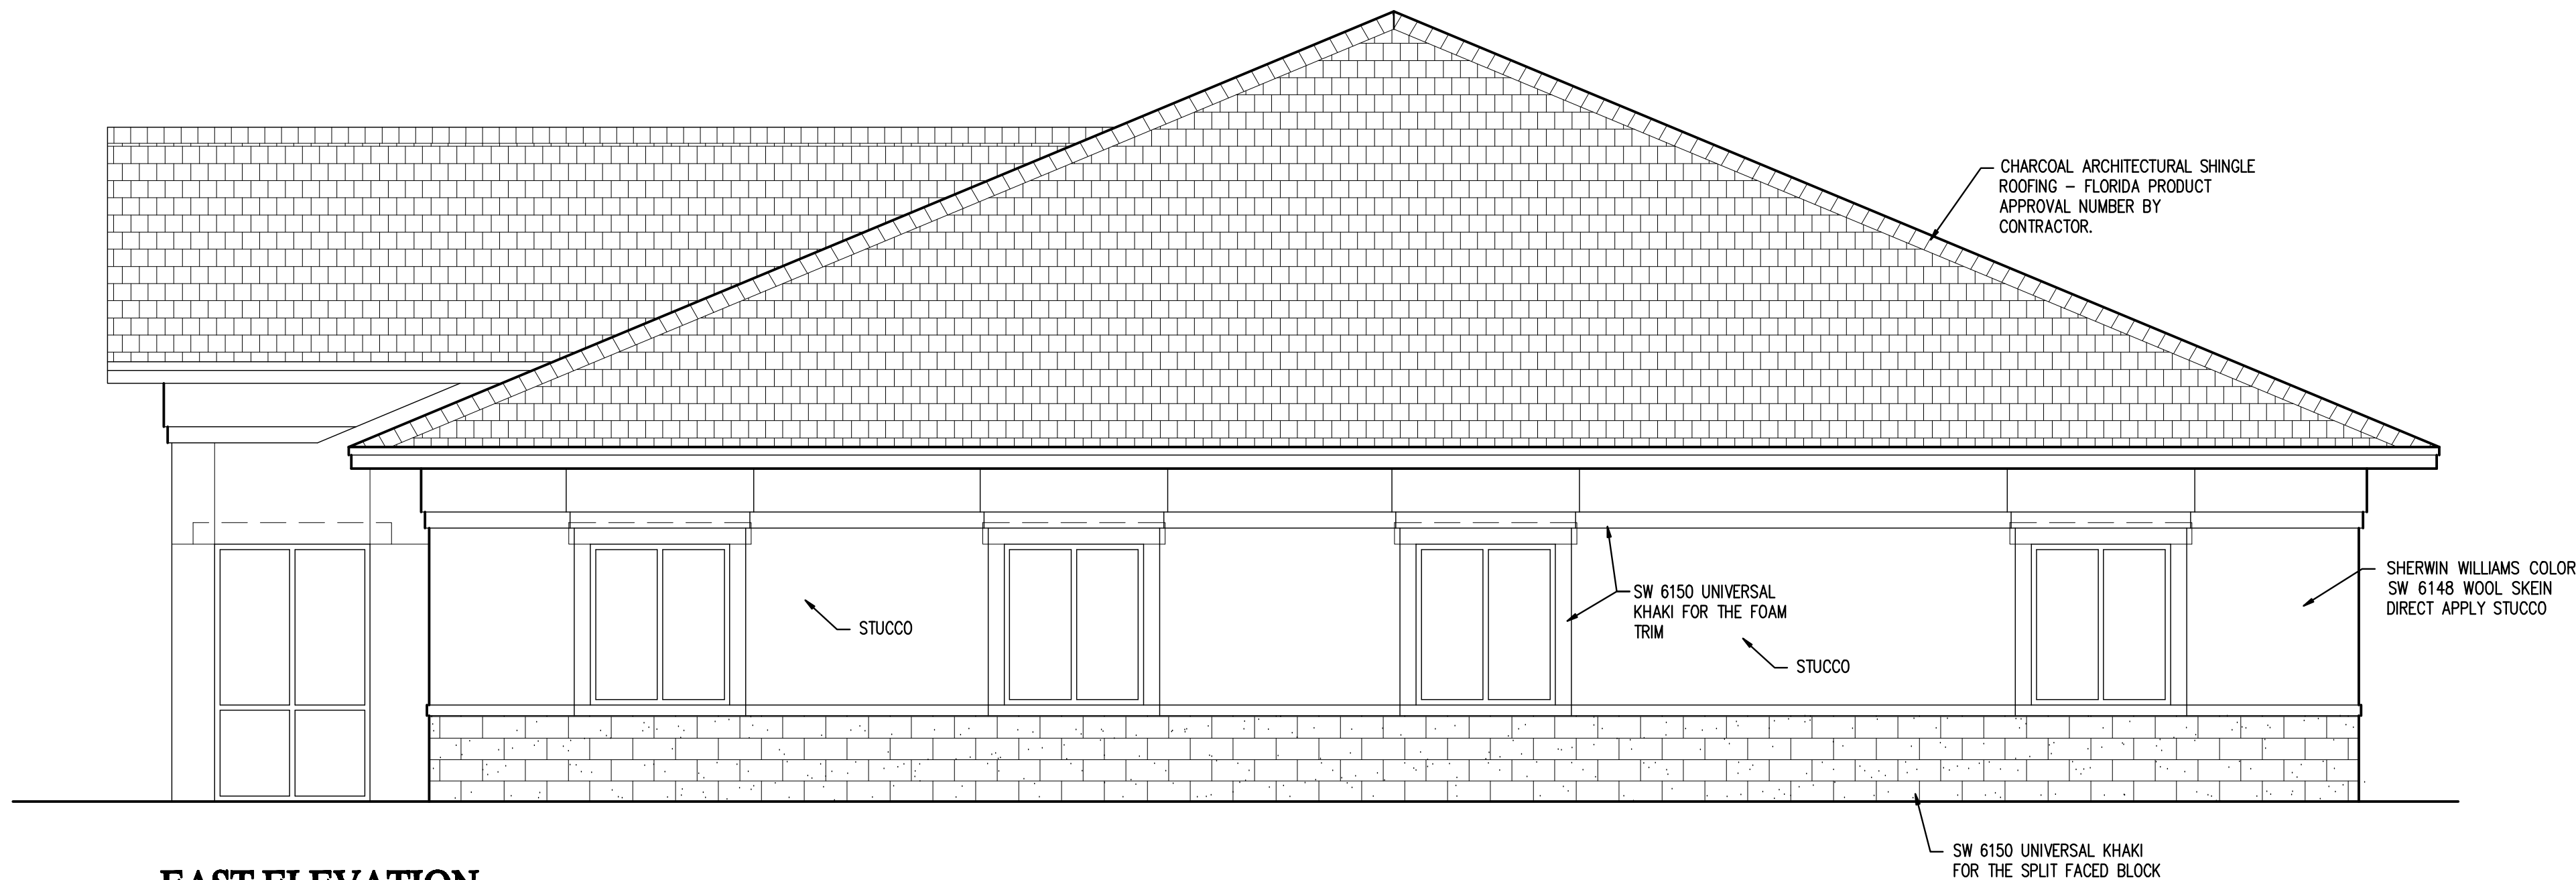 CHARCOAL ARCHITECTURAL SHINGLE
ROOFING – FLORIDA PRODUCT
APPROVAL NUMBER BY
CONTRACTOR.
SHERWIN WILLIAMS COLOR
SW 6148 WOOL SKEIN
DIRECT APPLY STUCCO
SW 6150 UNIVERSAL
KHAKI FOR THE FOAM
TRIM
STUCCO
STUCCO
SW 6150 UNIVERSAL KHAKI
FOR THE SPLIT FACED BLOCK
EAST ELEVATION